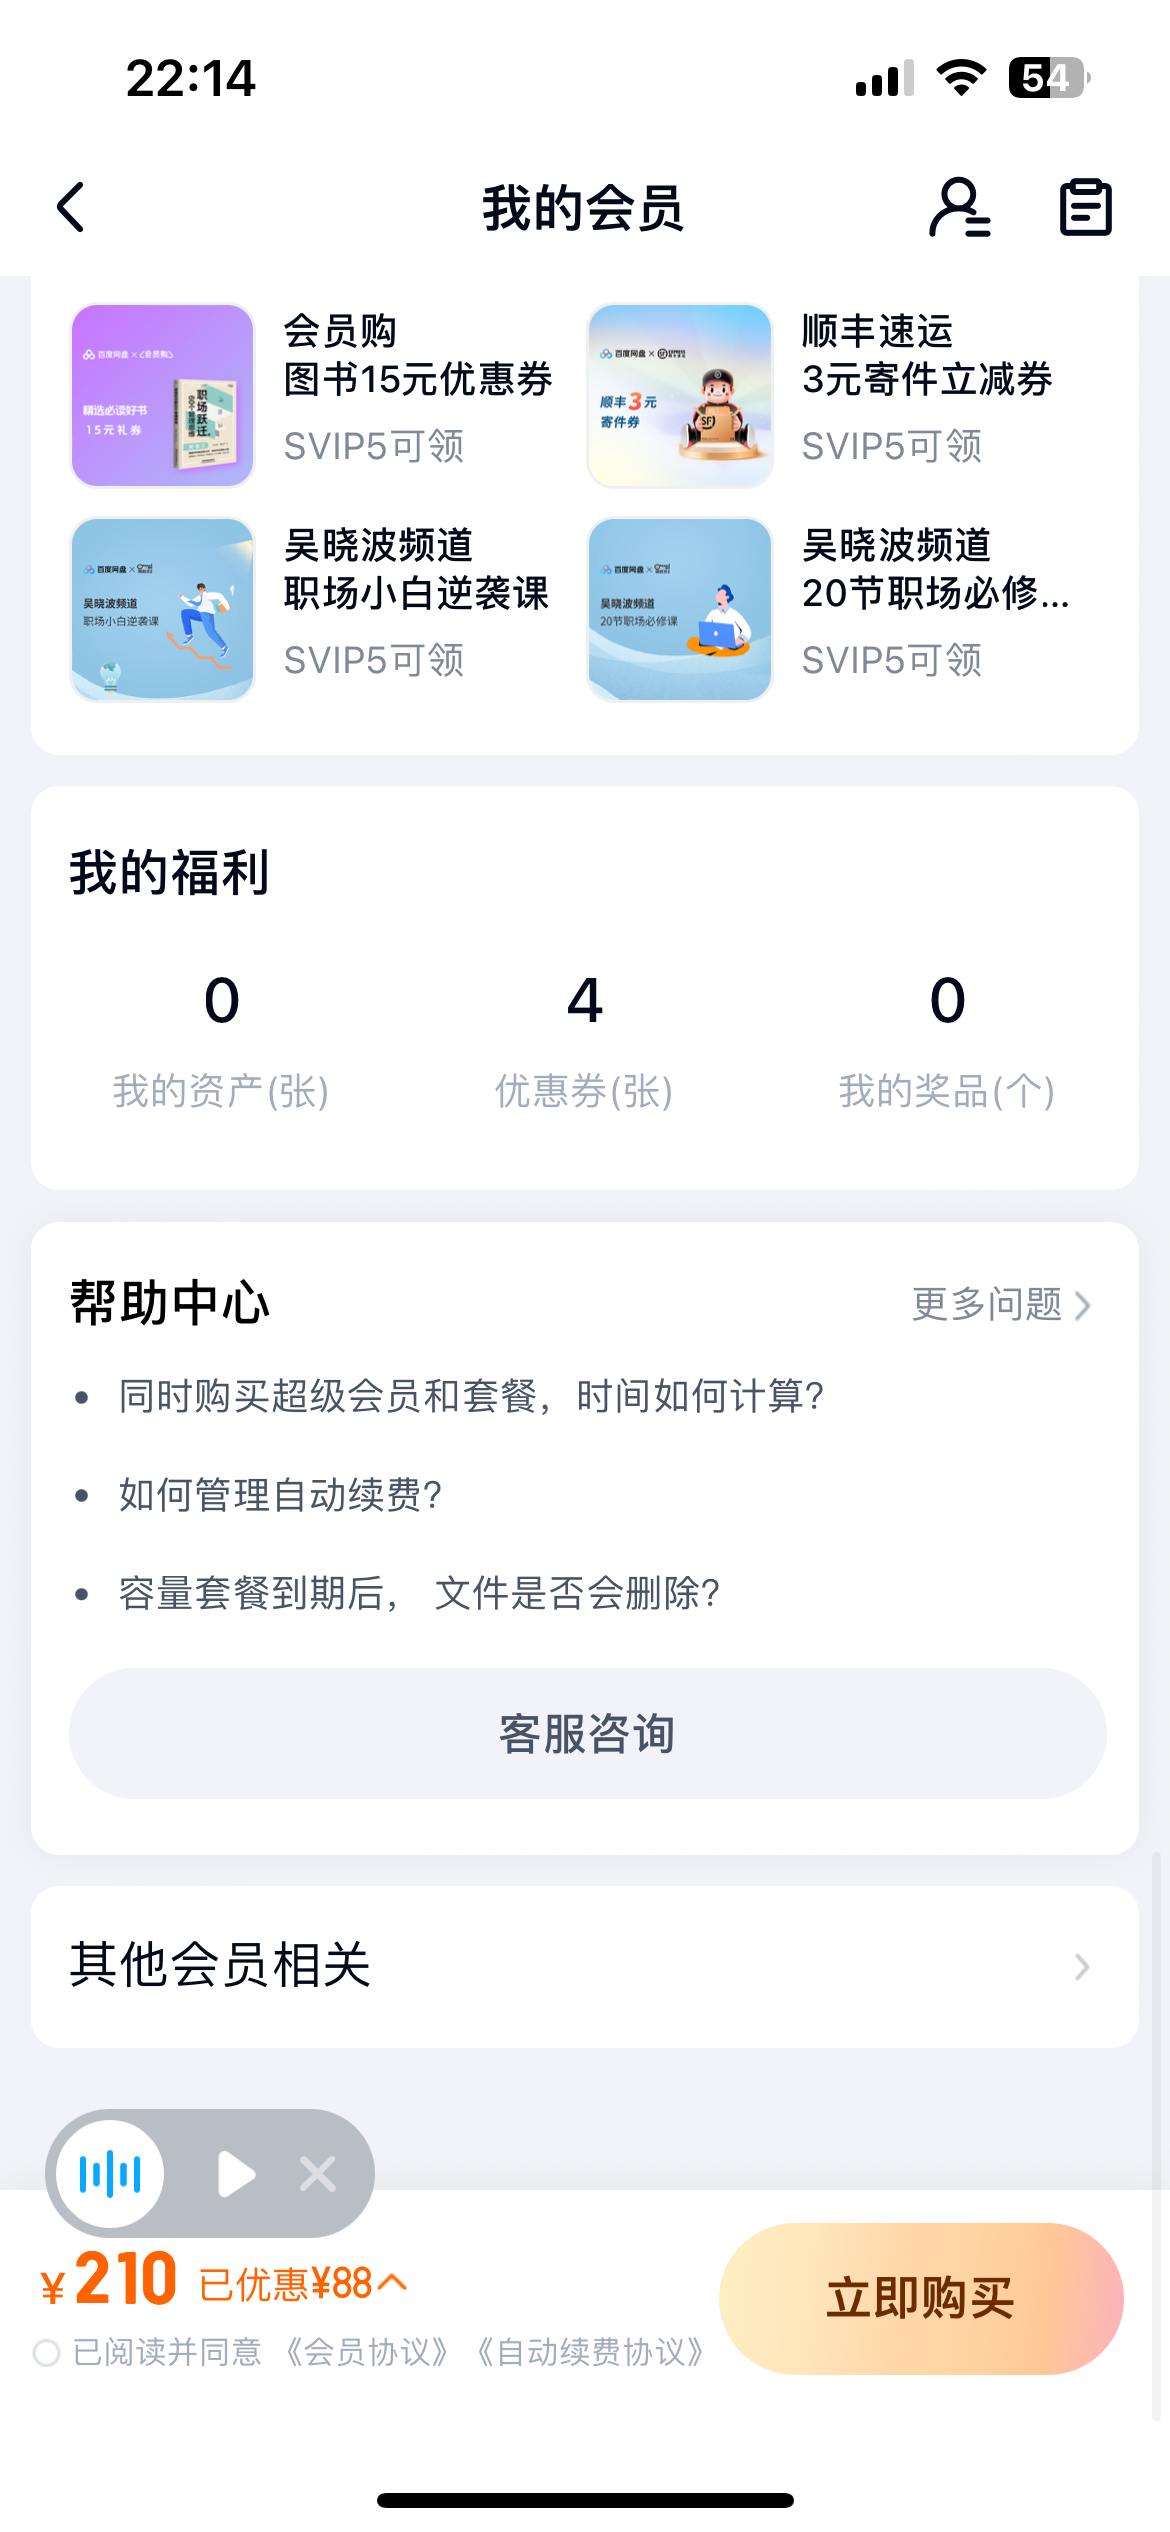 22:14
54
我的会员
百度网盘 × 《会员购》
精选必读好书
15元礼券
职场跃迁
会员购
图书15元优惠券
SVIP5可领
百度网盘 × SF EXPRESS
顺丰3元
寄件券
SF
顺丰速运
3元寄件立减券
SVIP5可领
百度网盘 ×
吴晓波频道
职场小白逆袭课
吴晓波频道
职场小白逆袭课
SVIP5可领
百度网盘 ×
吴晓波频道
20节职场必修课
吴晓波频道
20节职场必修...
SVIP5可领
我的福利
0
4
0
我的资产(张)
优惠券(张)
我的奖品(个)
帮助中心
更多问题
• 同时购买超级会员和套餐，时间如何计算?
• 如何管理自动续费?
• 容量套餐到期后， 文件是否会删除?
客服咨询
其他会员相关
¥210 已优惠¥88
立即购买
已阅读并同意 《会员协议》 《自动续费协议》